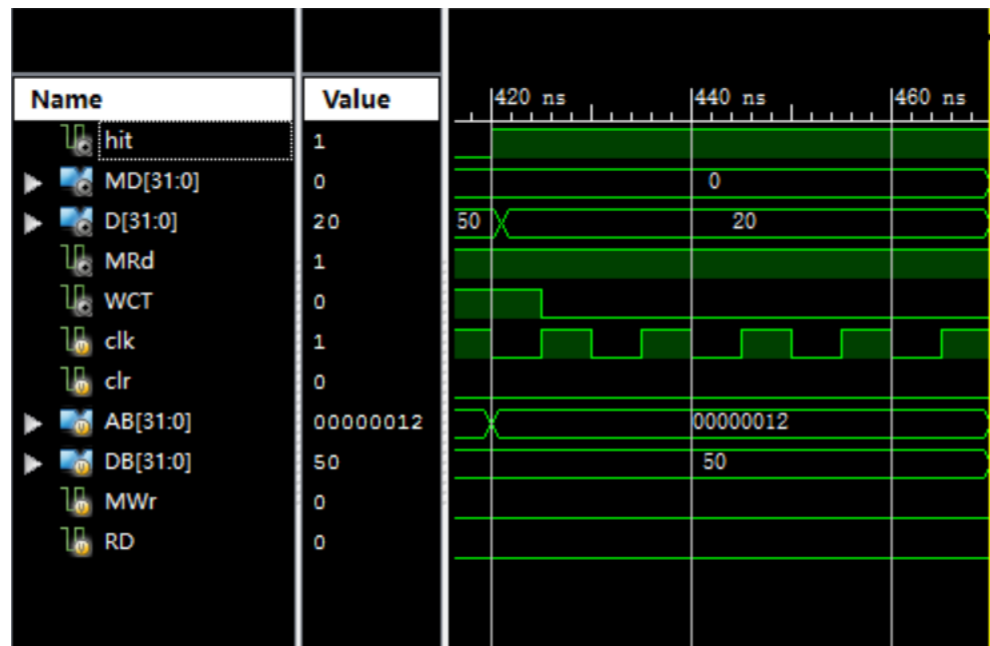 Name Value 420 ns 440 ns 460 ns
hit 1
MD[31:0] 0 0
D[31:0] 20 50 20
MRd 1
WCT 0
clk 1
clr 0
AB[31:0] 00000012 00000012
DB[31:0] 50 50
MWr 0
RD 0